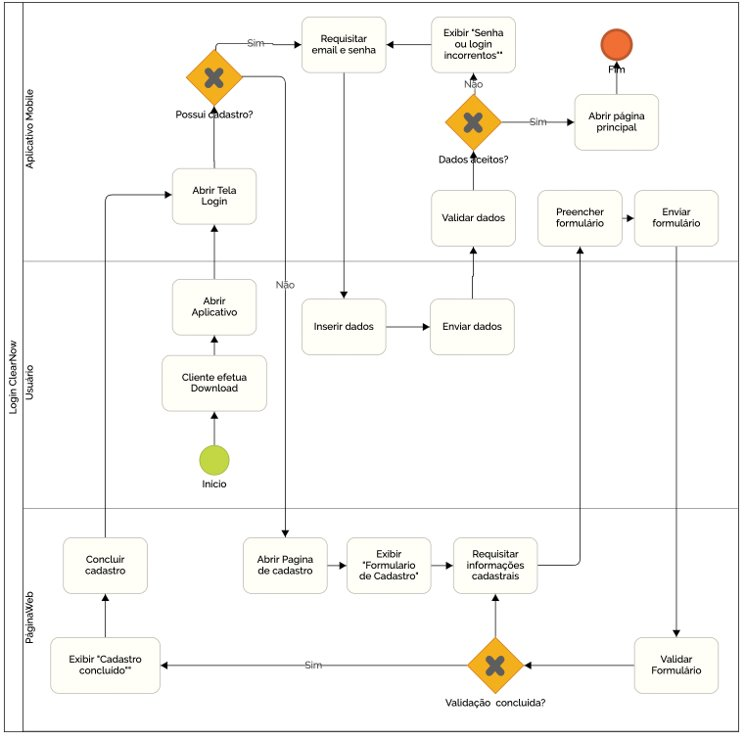 Login ClearNow
Aplicativo Mobile
Sim
Requisitar
email e senha
Exibir "Senha
ou login
incorrentos""
Fim
Possui cadastro?
Não
Dados aceitos?
Sim
Abrir página
principal
Abrir Tela
Login
Validar dados
Preencher
formulário
Enviar
formulário
Usuário
Não
Abrir
Aplicativo
Inserir dados
Enviar dados
Cliente efetua
Download
Início
PáginaWeb
Concluir
cadastro
Abrir Pagina
de cadastro
Exibir
"Formulario
de Cadastro"
Requisitar
informações
cadastrais
Exibir "Cadastro
concluído""
Sim
Validação concluída?
Validar
Formulário